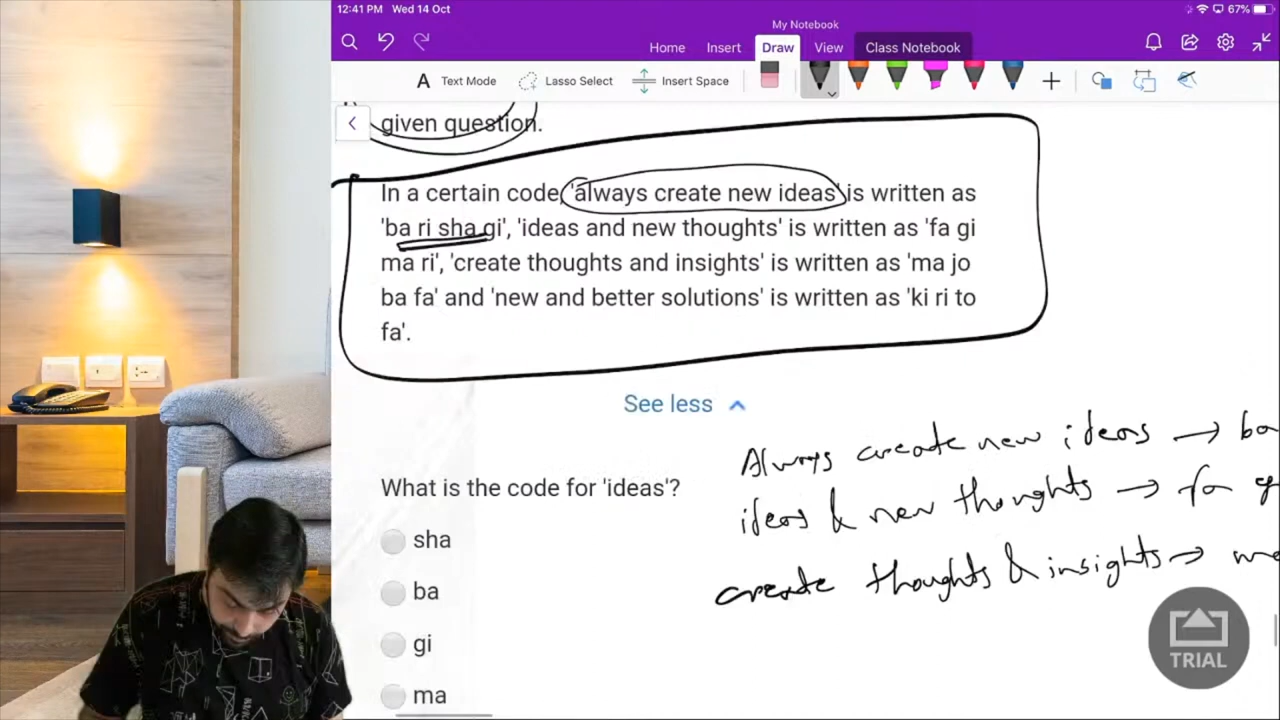 12:41 PM Wed 14 Oct
67%
My Notebook
Home Insert Draw View Class Notebook
A Text Mode Lasso Select Insert Space
given question.
In a certain code, 'always create new ideas' is written as
'ba ri sha gi', 'ideas and new thoughts' is written as 'fa gi
ma ri', 'create thoughts and insights' is written as 'ma jo
ba fa' and 'new and better solutions' is written as 'ki ri to
fa'.
See less
Always create new ideas → ba
ideas & new thoughts → fa g
create thoughts & insights → ma
What is the code for 'ideas'?
sha
ba
gi
ma
TRIAL